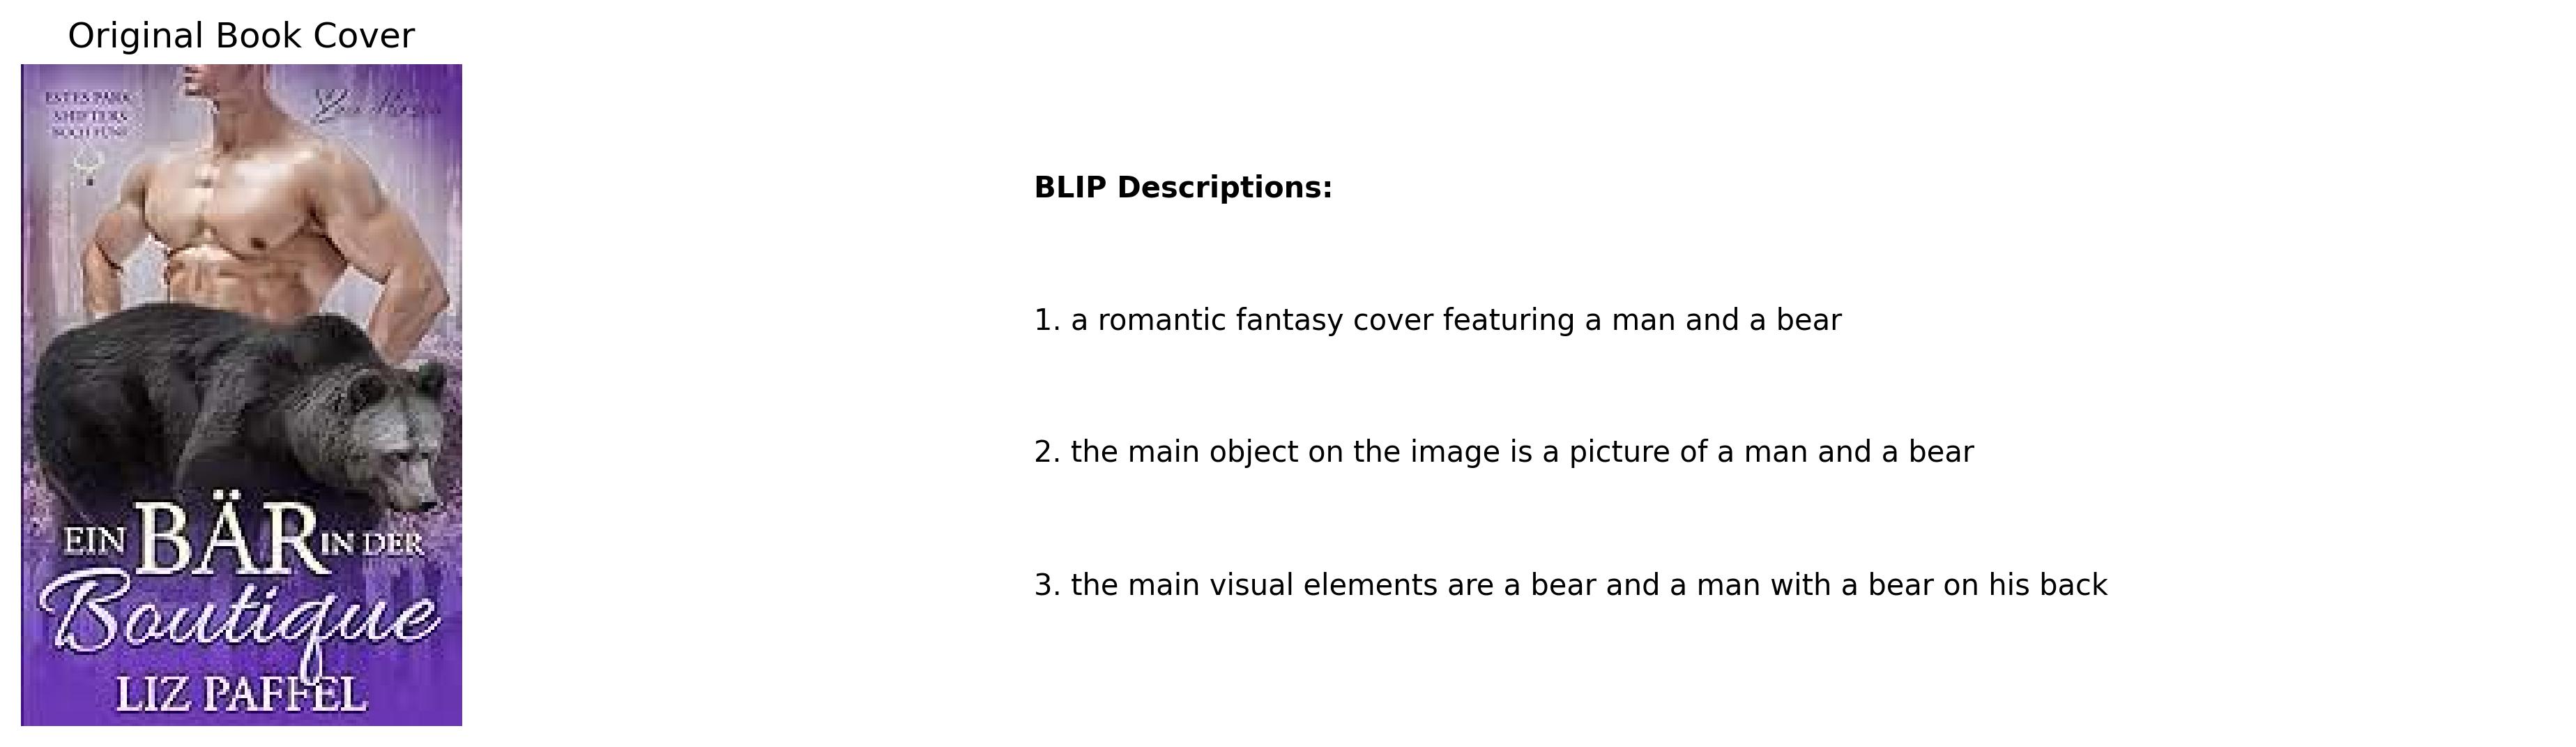 Original Book Cover
ESTES PARK
SHIFTERS
BUCH FÜNF
EIN BÄR IN DER
Boutique
LIZ PAFFEL
BLIP Descriptions:
1. a romantic fantasy cover featuring a man and a bear
2. the main object on the image is a picture of a man and a bear
3. the main visual elements are a bear and a man with a bear on his back